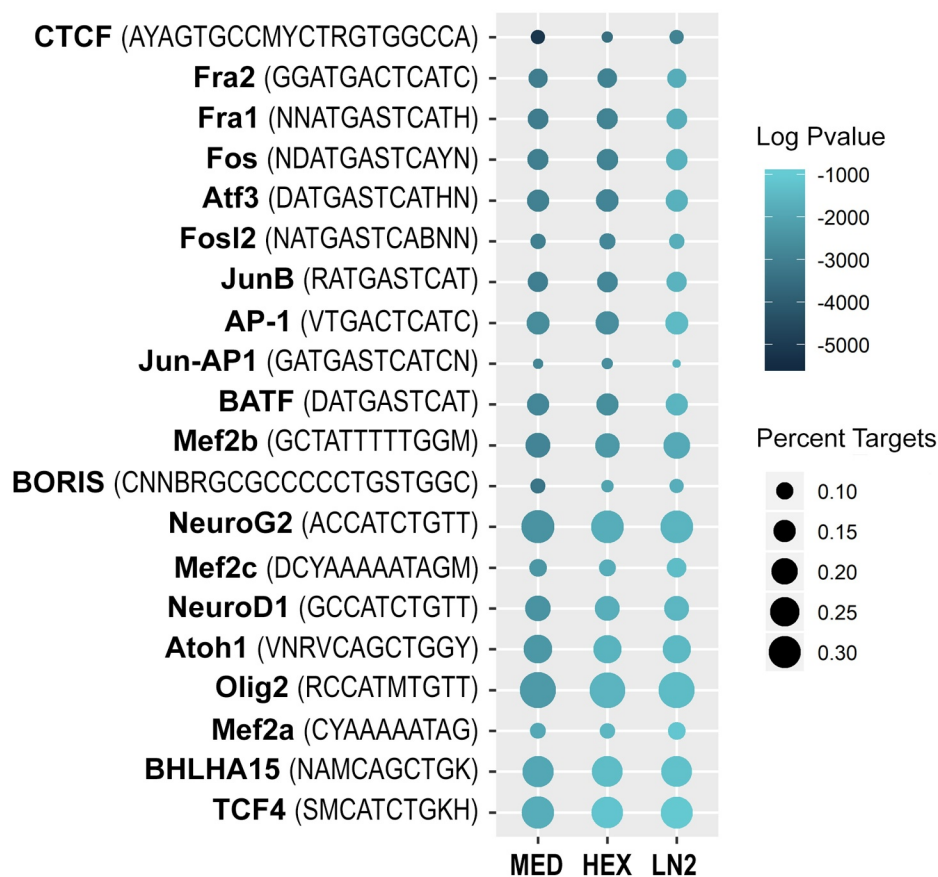 CTCF (AYAGTGCCMYCTRGTGGCCA)
Fra2 (GGATGACTCATC)
Fra1 (NNATGASTCATH)
Fos (NDATGASTCAYN)
Atf3 (DATGASTCATHN)
Fosl2 (NATGASTCABNN)
JunB (RATGASTCAT)
AP-1 (VTGACTCATC)
Jun-AP1 (GATGASTCATCN)
BATF (DATGASTCAT)
Mef2b (GCTATTTTTGGM)
BORIS (CNNBRGCGCCCCCTGSTGGC)
NeuroG2 (ACCATCTGTT)
Mef2c (DCYAAAAATAGM)
NeuroD1 (GCCATCTGTT)
Atoh1 (VNRVCAGCTGGY)
Olig2 (RCCATMTGTT)
Mef2a (CYAAAAATAG)
BHLHA15 (NAMCAGCTGK)
TCF4 (SMCATCTGKH)
MED HEX LN2
Log Pvalue
-1000
-2000
-3000
-4000
-5000
Percent Targets
0.10
0.15
0.20
0.25
0.30